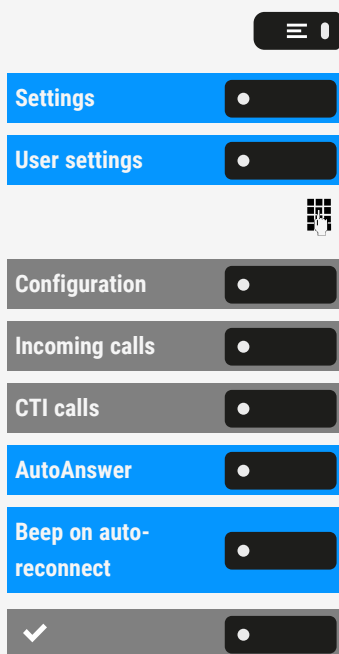 Settings
User settings
Configuration
Incoming calls
CTI calls
AutoAnswer
Beep on auto-
reconnect